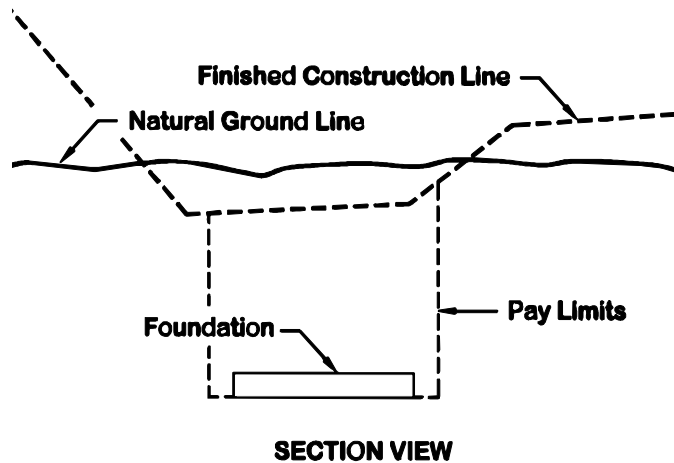 Finished Construction Line
Natural Ground Line
Pay Limits
Foundation
SECTION VIEW